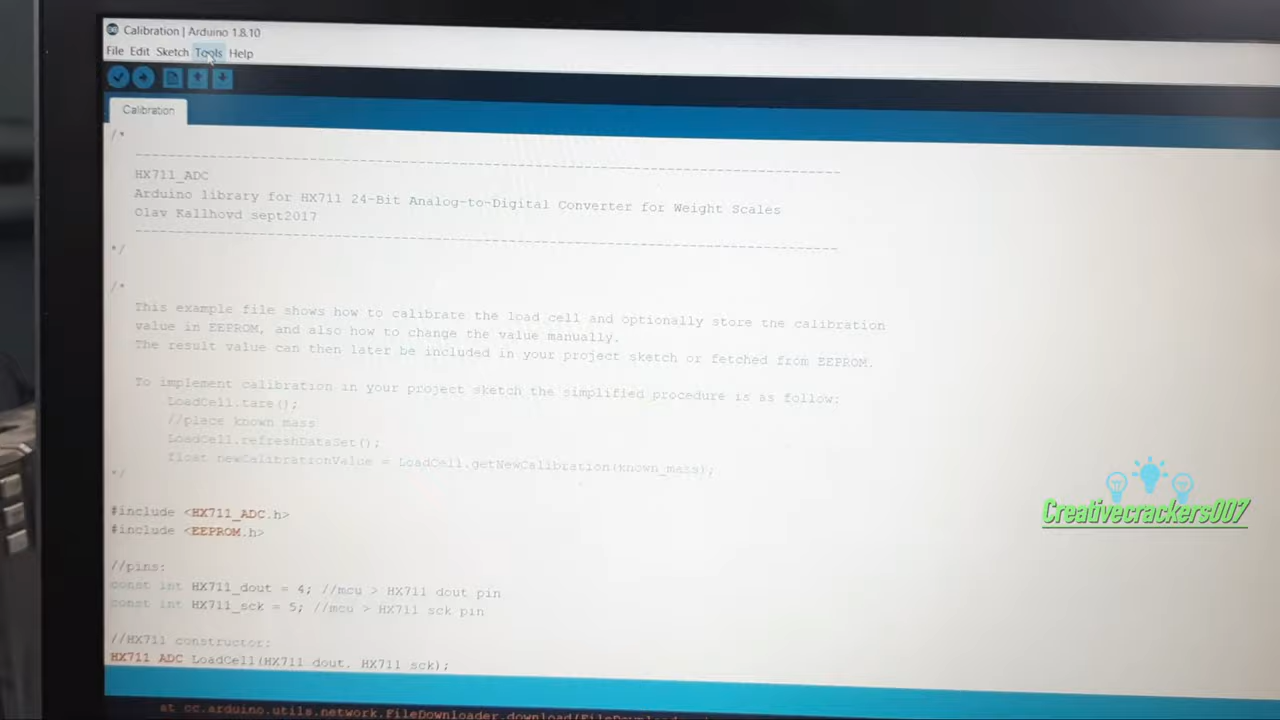 Calibration | Arduino 1.8.10
File Edit Sketch Tools Help
Calibration
/*
--------------------------------------------------------------------------------------
HX711_ADC
Arduino library for HX711 24-Bit Analog-to-Digital Converter for Weight Scales
Olav Kallhovd sept2017
--------------------------------------------------------------------------------------
*/
/*
This example file shows how to calibrate the load cell and optionally store the calibration
value in EEPROM, and also how to change the value manually.
The result value can then later be included in your project sketch or fetched from EEPROM.
To implement calibration in your project sketch the simplified procedure is as follow:
LoadCell.tare();
//place known mass
LoadCell.refreshDataSet();
float newCalibrationValue = LoadCell.getNewCalibration(known_mass);
*/
#include <HX711_ADC.h>
#include <EEPROM.h>
//pins:
const int HX711_dout = 4; //mcu > HX711 dout pin
const int HX711_sck = 5; //mcu > HX711 sck pin
//HX711 constructor:
HX711_ADC LoadCell(HX711_dout, HX711_sck);
at cc.arduino.utils.network.FileDownloader.download(
Creativecrackers007